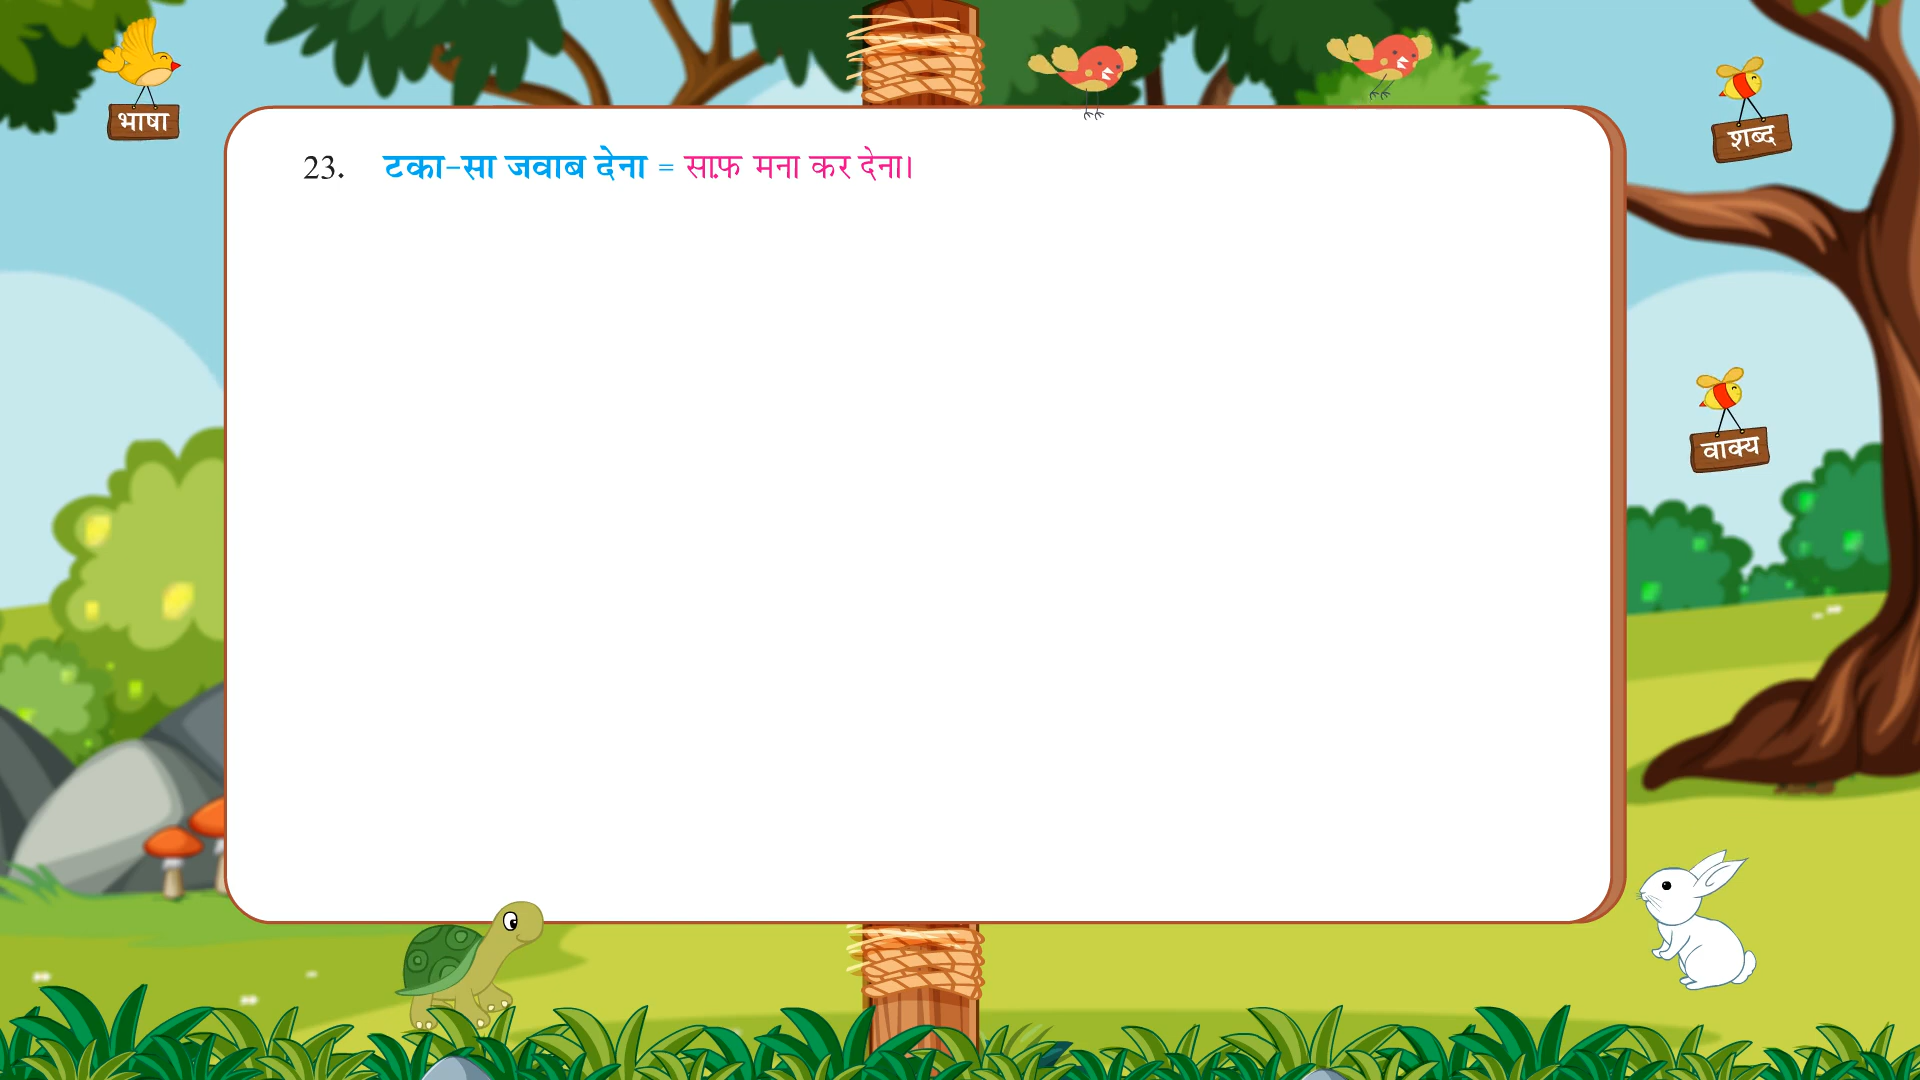 भाषा
शब्द
23. टका-सा जवाब देना = साफ़ मना कर देना।
वाक्य